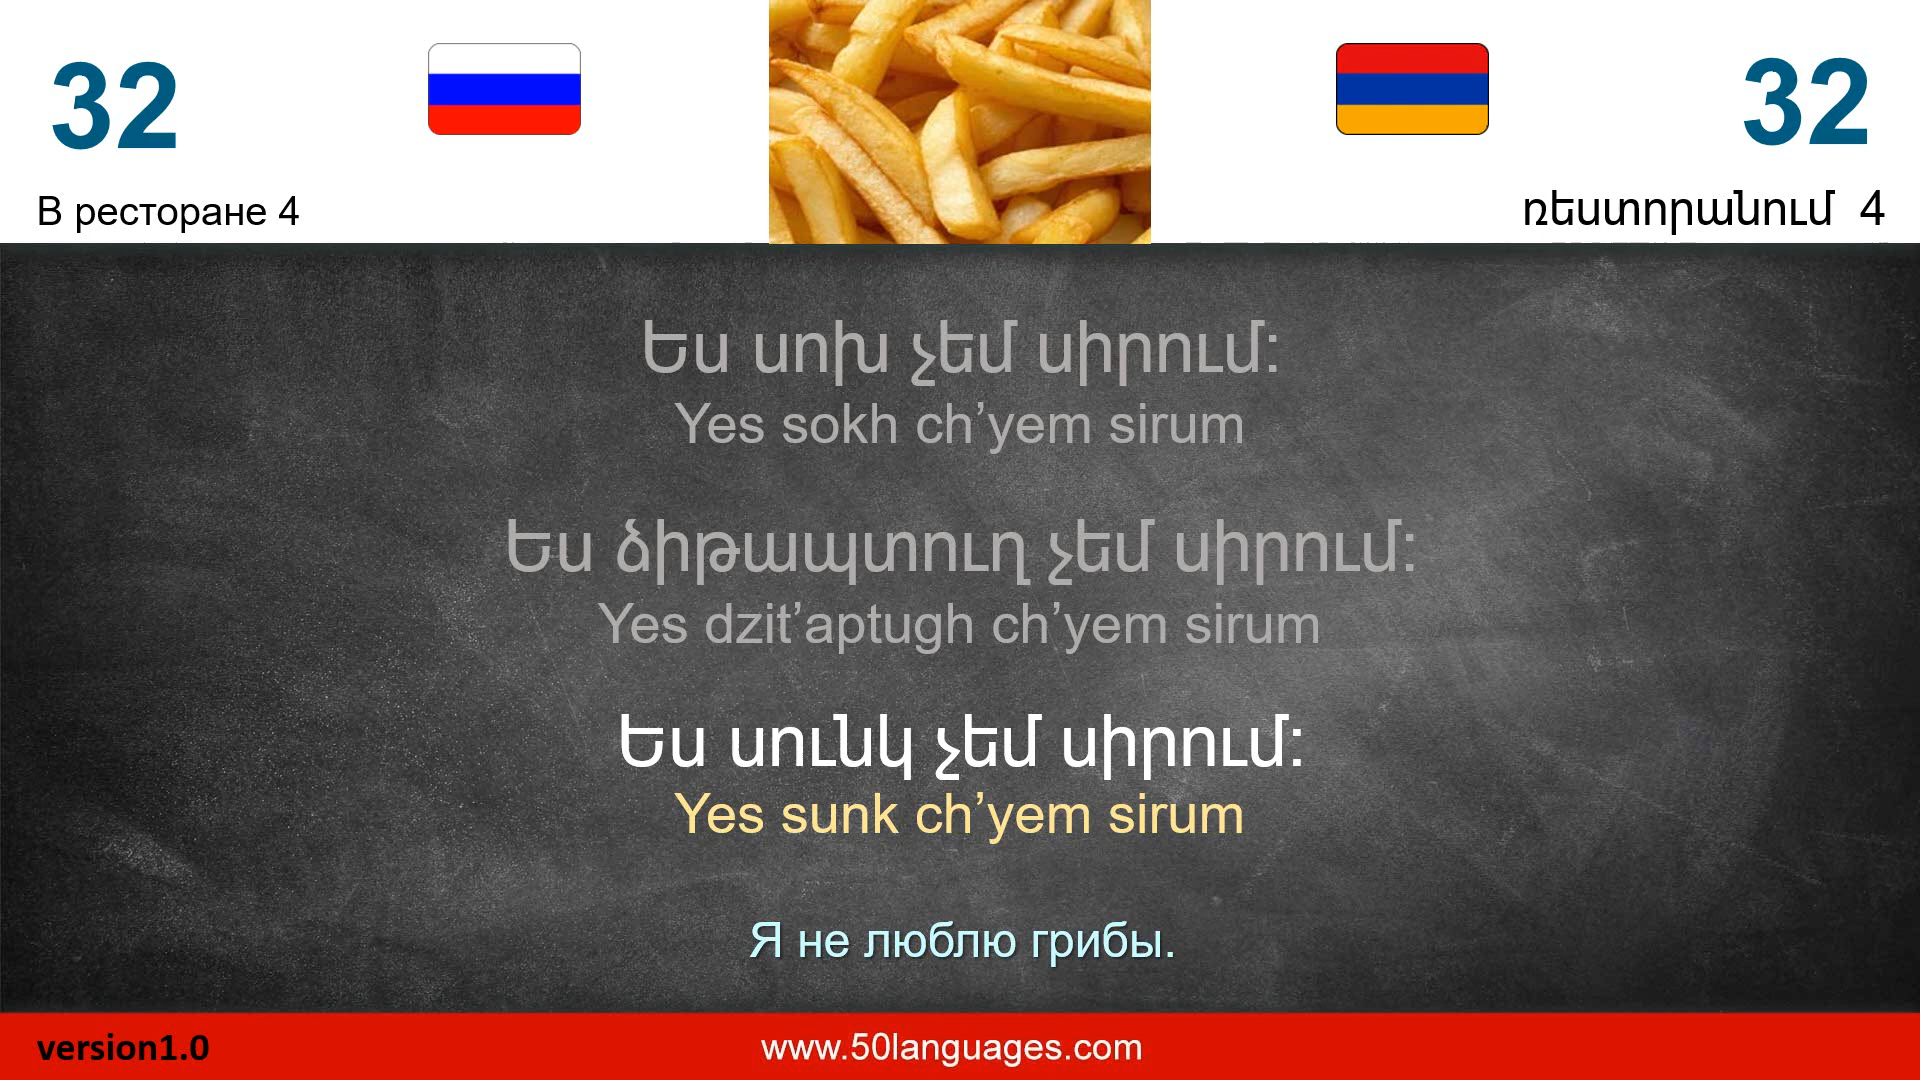 32
32
В ресторане 4
ռեստորանում 4
Ես սոխ չեմ սիրում:
Yes sokh ch’yem sirum
Ես ձիթապտուղ չեմ սիրում:
Yes dzit’aptugh ch’yem sirum
Ես սունկ չեմ սիրում:
Yes sunk ch’yem sirum
Я не люблю грибы.
version1.0
www.50languages.com